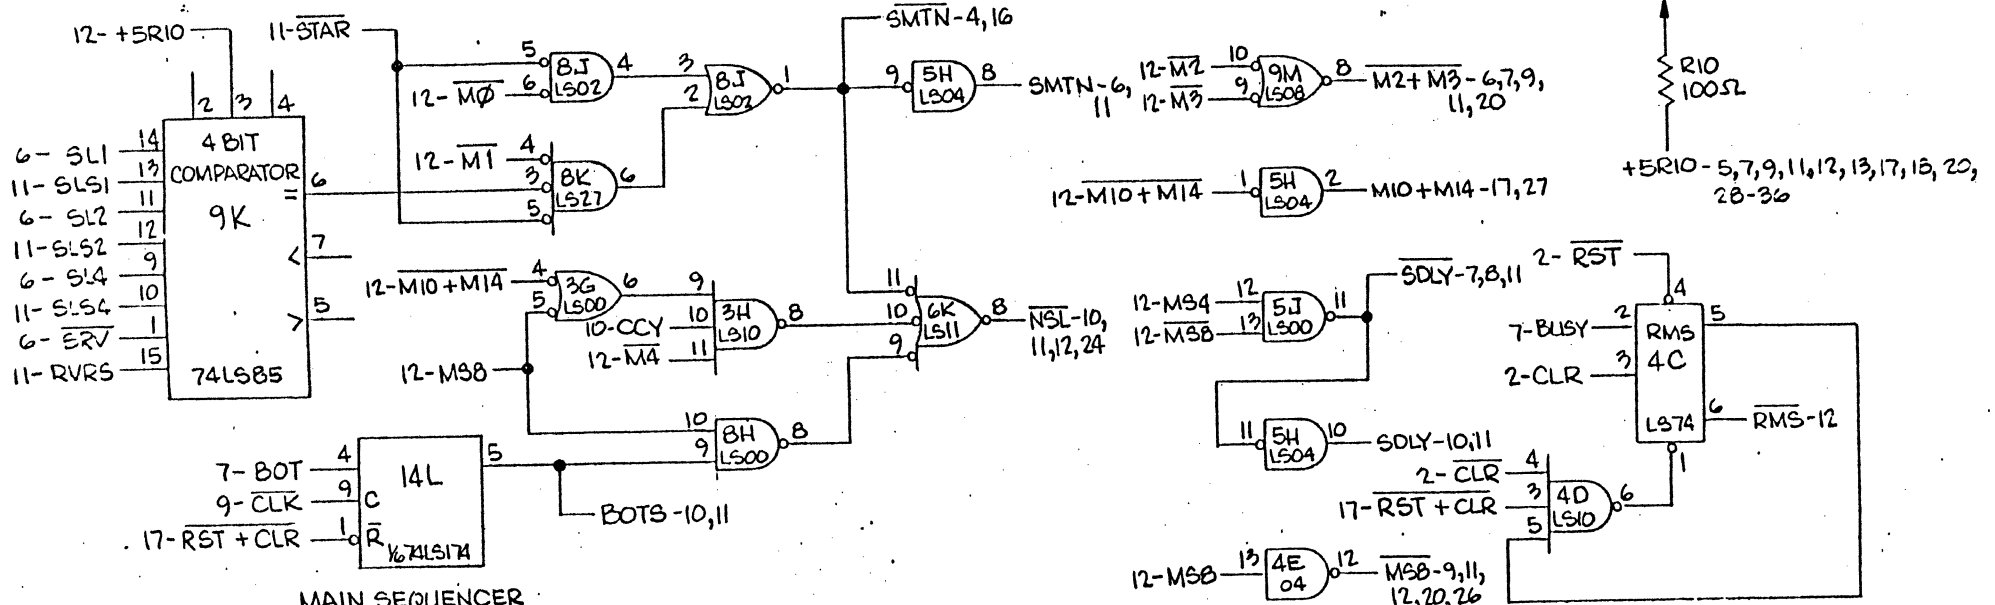 12- +5R10
11-STAR
SMTN-4,16
2
3
4
14
6- SL1
13
11-SLS1
11
6- SL2
12
11-SLS2
9
6-SL4
10
11-SLS4
1
6-ERV
15
11-RVRS
4 BIT
COMPARATOR
9K
74LS85
=
6
<
7
>
5
5
12-MØ
6
8J
LS02
4
12-M1
4
3
5
8K
LS27
6
3
2
8J
LS02
1
9
5H
LS04
8
SMTN-6,
11
12-M10+M14
4
5
3G
LS00
6
12-MS8
9
10-CCY
10
12-M4
11
3H
LS10
8
10
9
8H
LS00
8
11
10
9
6K
LS11
8
NSL-10,
11,12,24
7-BOT
4
9-CLK
9
C
17-RST+CLR
1
R
14L
1/6 74LS174
5
BOTS-10,11
MAIN SEQUENCER
12-M2
10
12-M3
9
9M
LS08
8
M2+M3-6,7,9,
11,20
12-M10+M14
1
5H
LS04
2
M10+M14-17,27
12-MS4
12
12-MS8
13
5J
LS00
11
SDLY-7,8,11
11
5H
LS04
10
SDLY-10,11
12-MS8
13
4E
04
12
MS8-9,11,
12,20,26
R10
100Ω
+5R10-5,7,9,11,12,13,17,18,20,
28-36
2-RST
4
7-BUSY
2
2-CLR
3
RMS
4C
LS74
5
6
RMS-12
1
2-CLR
4
17-RST+CLR
3
5
4D
LS10
6